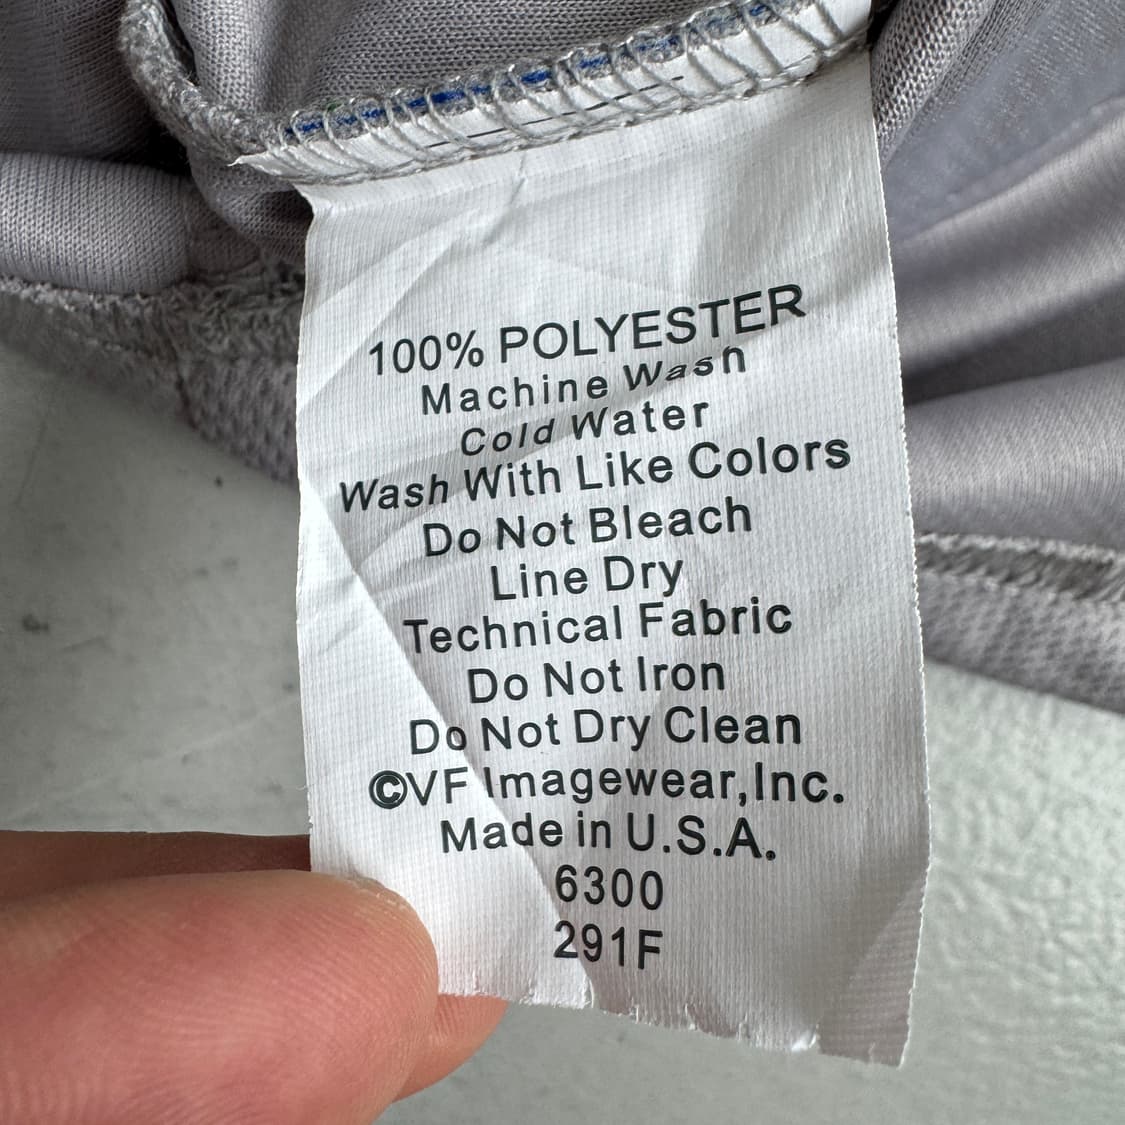 100% POLYESTER
Machine Wash
Cold Water
Wash With Like Colors
Do Not Bleach
Line Dry
Technical Fabric
Do Not Iron
Do Not Dry Clean
©VF Imagewear,Inc.
Made in U.S.A.
6300
291F